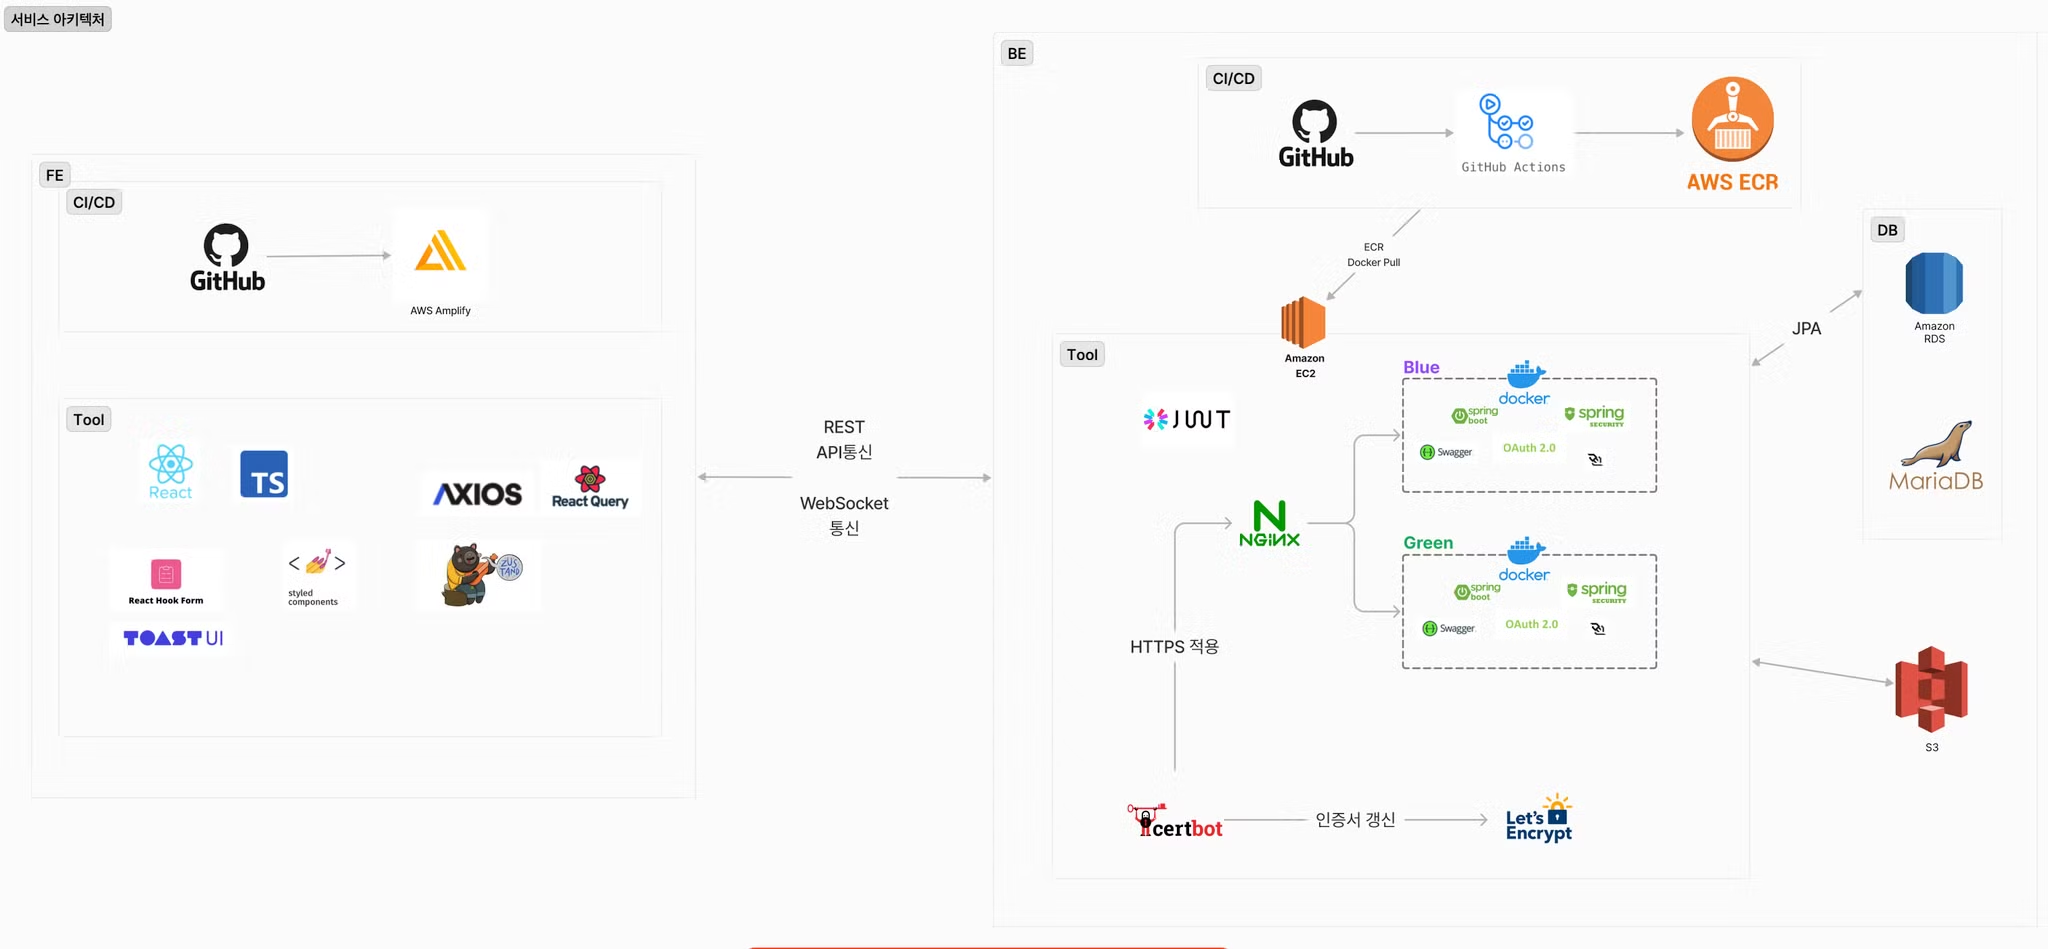 서비스 아키텍처
FE
CI/CD
GitHub
AWS Amplify
Tool
React
TS
AXIOS
React Query
React Hook Form
< >
styled
components
ZUS
TAND
TOAST UI
REST
API통신
WebSocket
통신
BE
CI/CD
GitHub
GitHub Actions
AWS ECR
ECR
Docker Pull
Amazon
EC2
Tool
JWT
NGINX
HTTPS 적용
certbot
인증서 갱신
Let's
Encrypt
Blue
docker
spring
boot
spring
SECURITY
Swagger
OAuth 2.0
Green
docker
spring
boot
spring
SECURITY
Swagger
OAuth 2.0
JPA
DB
Amazon
RDS
MariaDB
S3